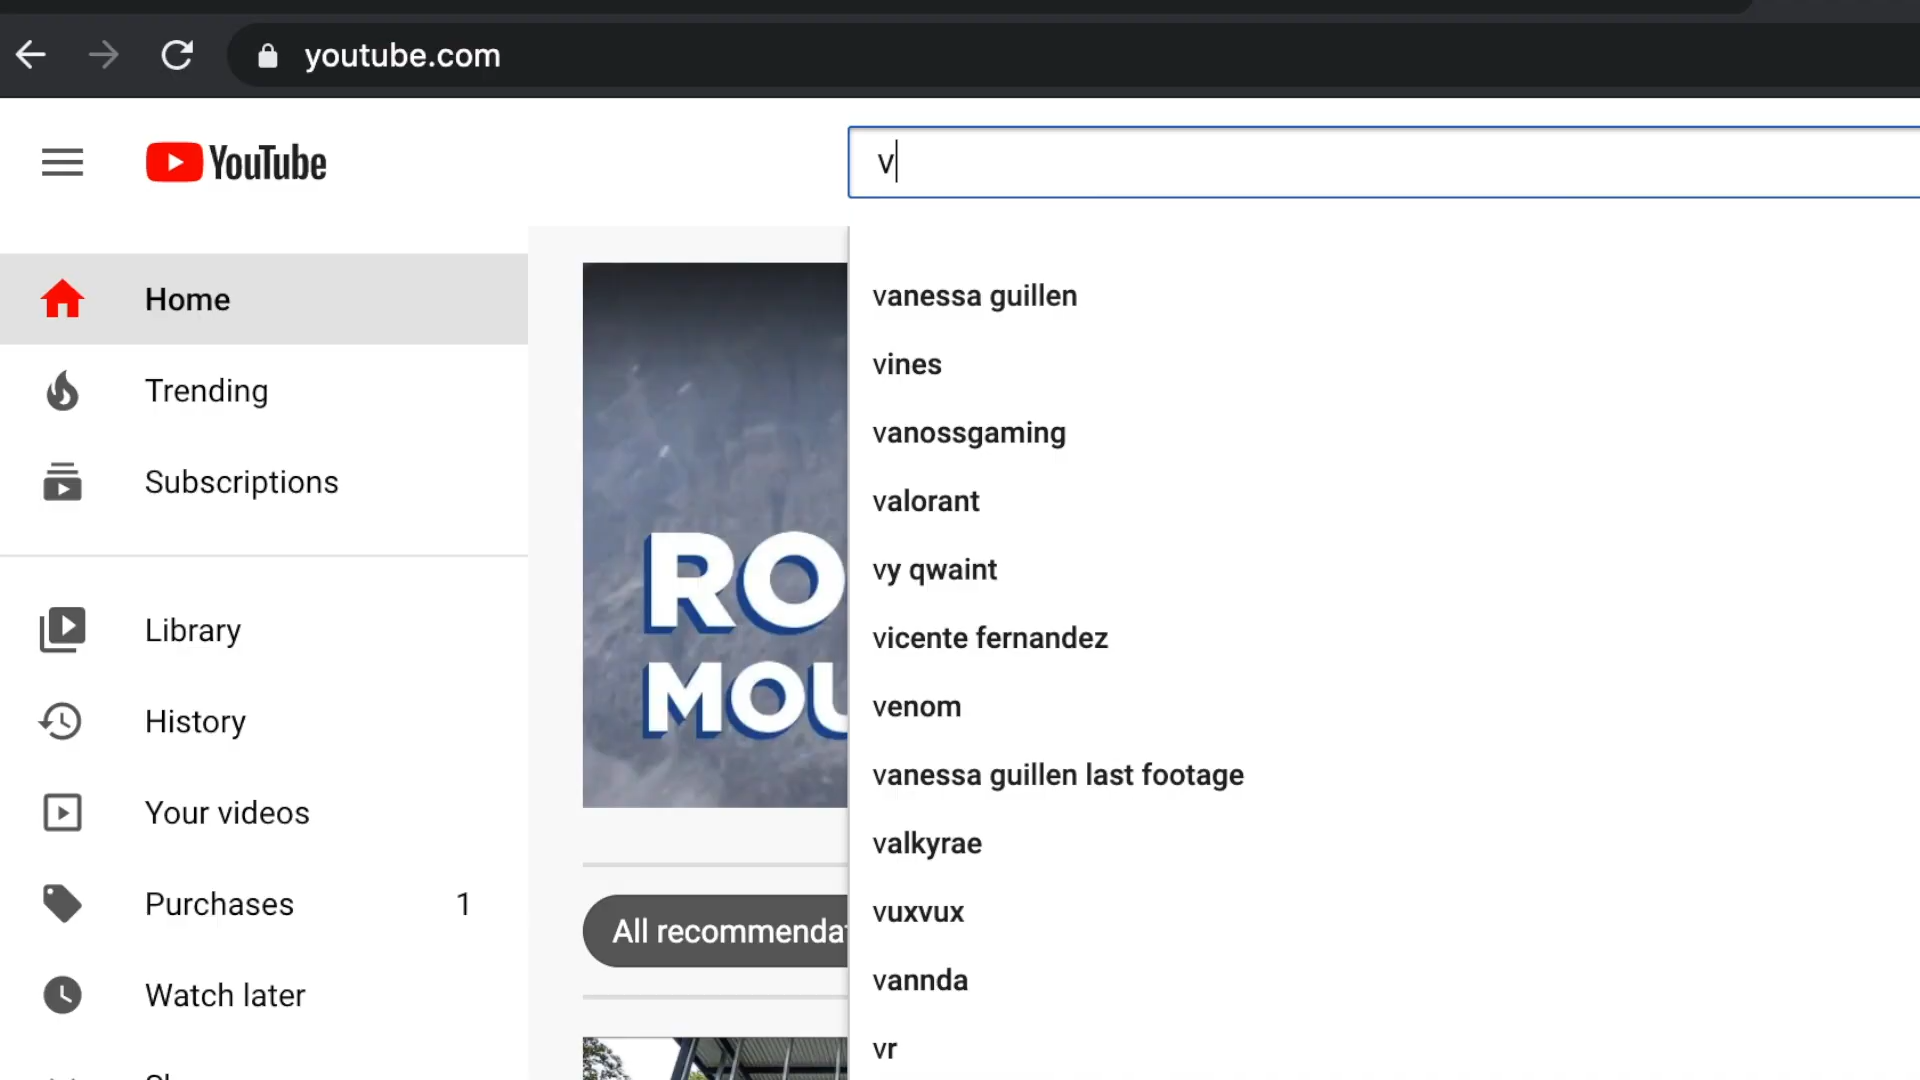 youtube.com
YouTube
v
Home
Trending
Subscriptions
Library
History
Your videos
Purchases 1
Watch later
RO
MOU
All recommenda
vanessa guillen
vines
vanossgaming
valorant
vy qwaint
vicente fernandez
venom
vanessa guillen last footage
valkyrae
vuxvux
vannda
vr